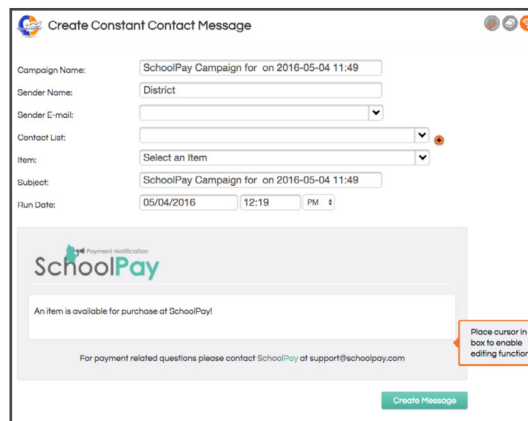 Create Constant Contact Message
Campaign Name: SchoolPay Campaign for on 2016-05-04 11:49
Sender Name: District
Sender E-mail:
Contact List:
Item: Select an Item
Subject: SchoolPay Campaign for on 2016-05-04 11:49
Run Date: 05/04/2016 12:19 PM
Payment Notification
SchoolPay
An item is available for purchase at SchoolPay!
Place cursor in
box to enable
editing function
For payment related questions please contact SchoolPay at support@schoolpay.com
Create Message